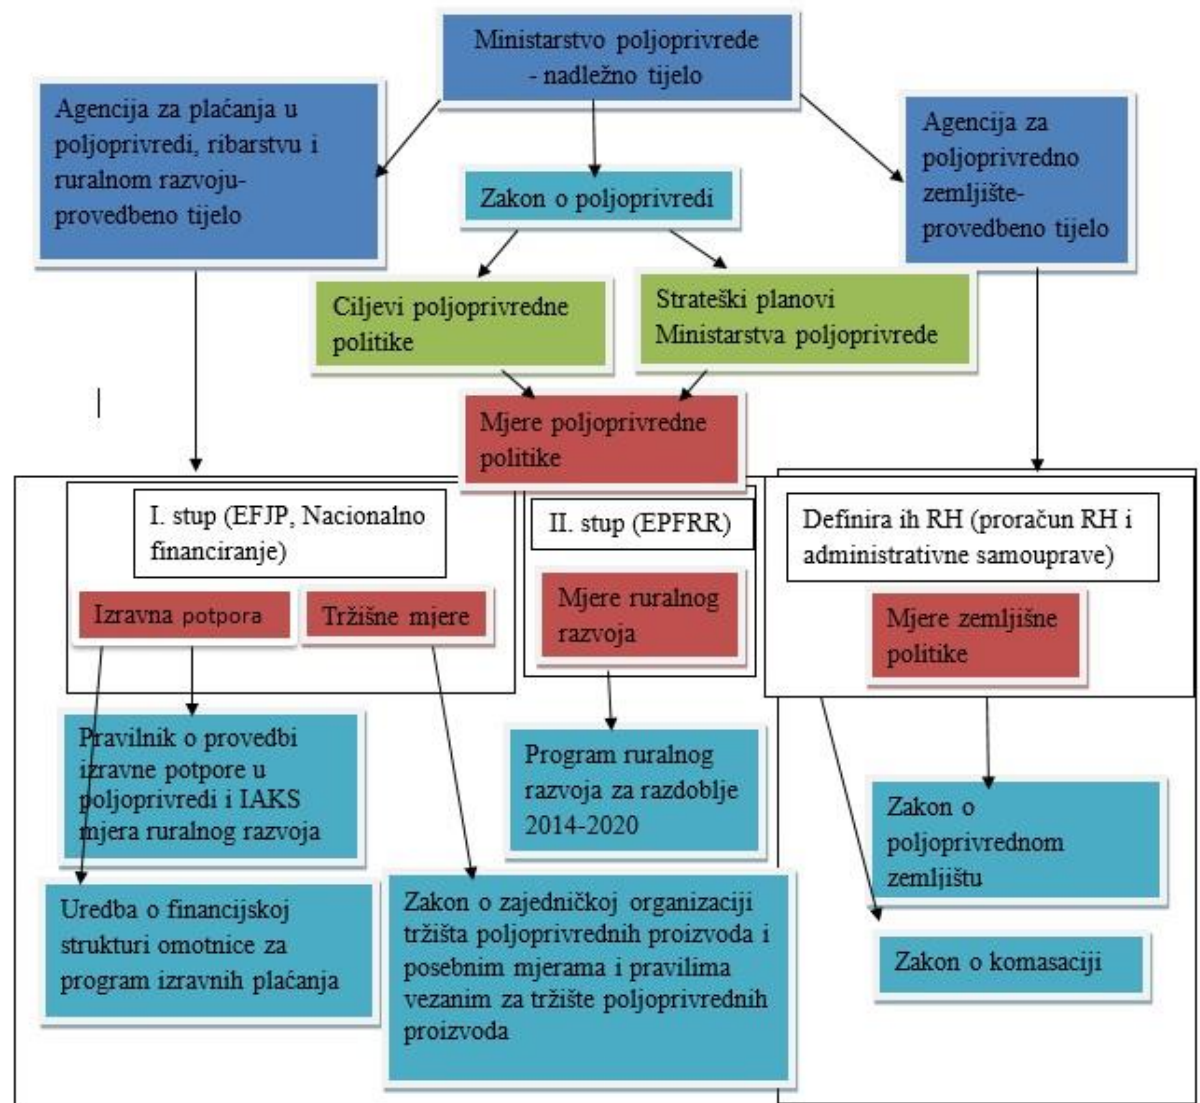 Ministarstvo poljoprivrede
- nadležno tijelo
Agencija za plaćanja u
poljoprivredi, ribarstvu i
ruralnom razvoju-
provedbeno tijelo
Agencija za
poljoprivredno
zemljište-
provedbeno tijelo
Zakon o poljoprivredi
Ciljevi poljoprivredne
politike
Strateški planovi
Ministarstva poljoprivrede
Mjere poljoprivredne
politike
I. stup (EFJP, Nacionalno
financiranje)
II. stup (EPFRR)
Definira ih RH (proračun RH i
administrativne samouprave)
Izravna potpora
Tržišne mjere
Mjere ruralnog
razvoja
Mjere zemljišne
politike
Pravilnik o provedbi
izravne potpore u
poljoprivredi i IAKS
mjera ruralnog razvoja
Program ruralnog
razvoja za razdoblje
2014-2020
Zakon o
poljoprivrednom
zemljištu
Uredba o financijskoj
strukturi omotnice za
program izravnih plaćanja
Zakon o zajedničkoj organizaciji
tržišta poljoprivrednih proizvoda i
posebnim mjerama i pravilima
vezanim za tržište poljoprivrednih
proizvoda
Zakon o komasaciji